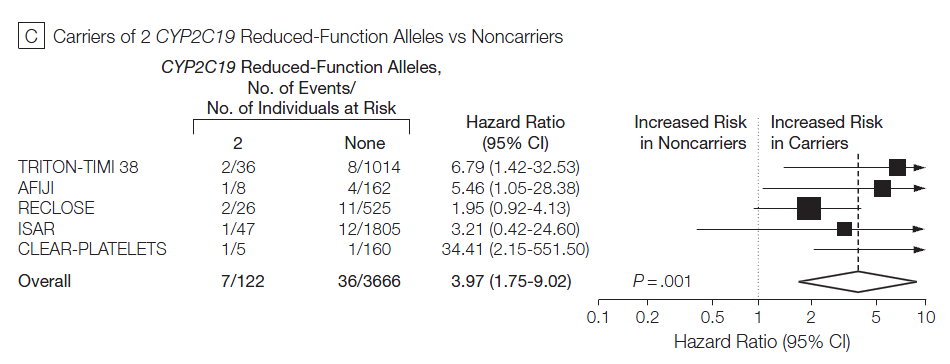 C Carriers of 2 CYP2C19 Reduced-Function Alleles vs Noncarriers
CYP2C19 Reduced-Function Alleles,
No. of Events/
No. of Individuals at Risk
2 None
Hazard Ratio
(95% CI)
Increased Risk
in Noncarriers
Increased Risk
in Carriers
TRITON-TIMI 38 2/36 8/1014 6.79 (1.42-32.53)
AFIJI 1/8 4/162 5.46 (1.05-28.38)
RECLOSE 2/26 11/525 1.95 (0.92-4.13)
ISAR 1/47 12/1805 3.21 (0.42-24.60)
CLEAR-PLATELETS 1/5 1/160 34.41 (2.15-551.50)
Overall 7/122 36/3666 3.97 (1.75-9.02) P = .001
0.1 0.2 0.5 1 2 5 10
Hazard Ratio (95% CI)